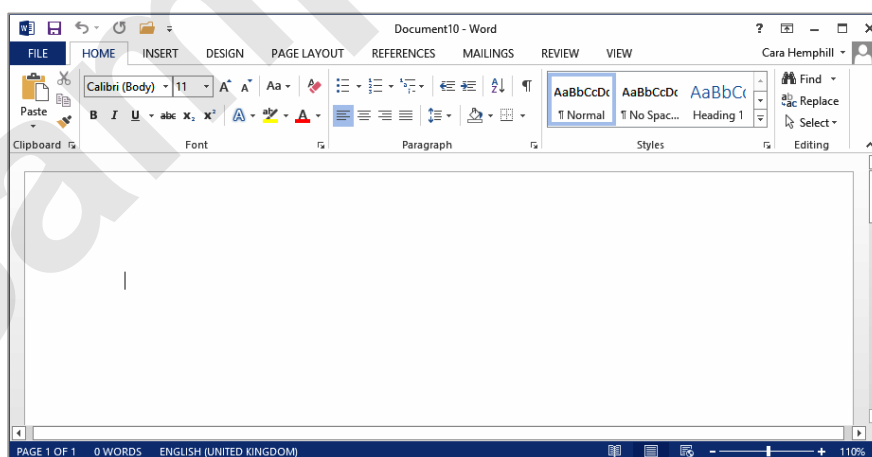 Document10 - Word
FILE HOME INSERT DESIGN PAGE LAYOUT REFERENCES MAILINGS REVIEW VIEW Cara Hemphill
Calibri (Body) 11 A A Aa Find
Paste B I U abc X₂ X² A ab A AaBbCcDc AaBbCcDc AaBbC Replace
¶ Normal ¶ No Spac... Heading 1 Select
Clipboard Font Paragraph Styles Editing
PAGE 1 OF 1 0 WORDS ENGLISH (UNITED KINGDOM) 110%